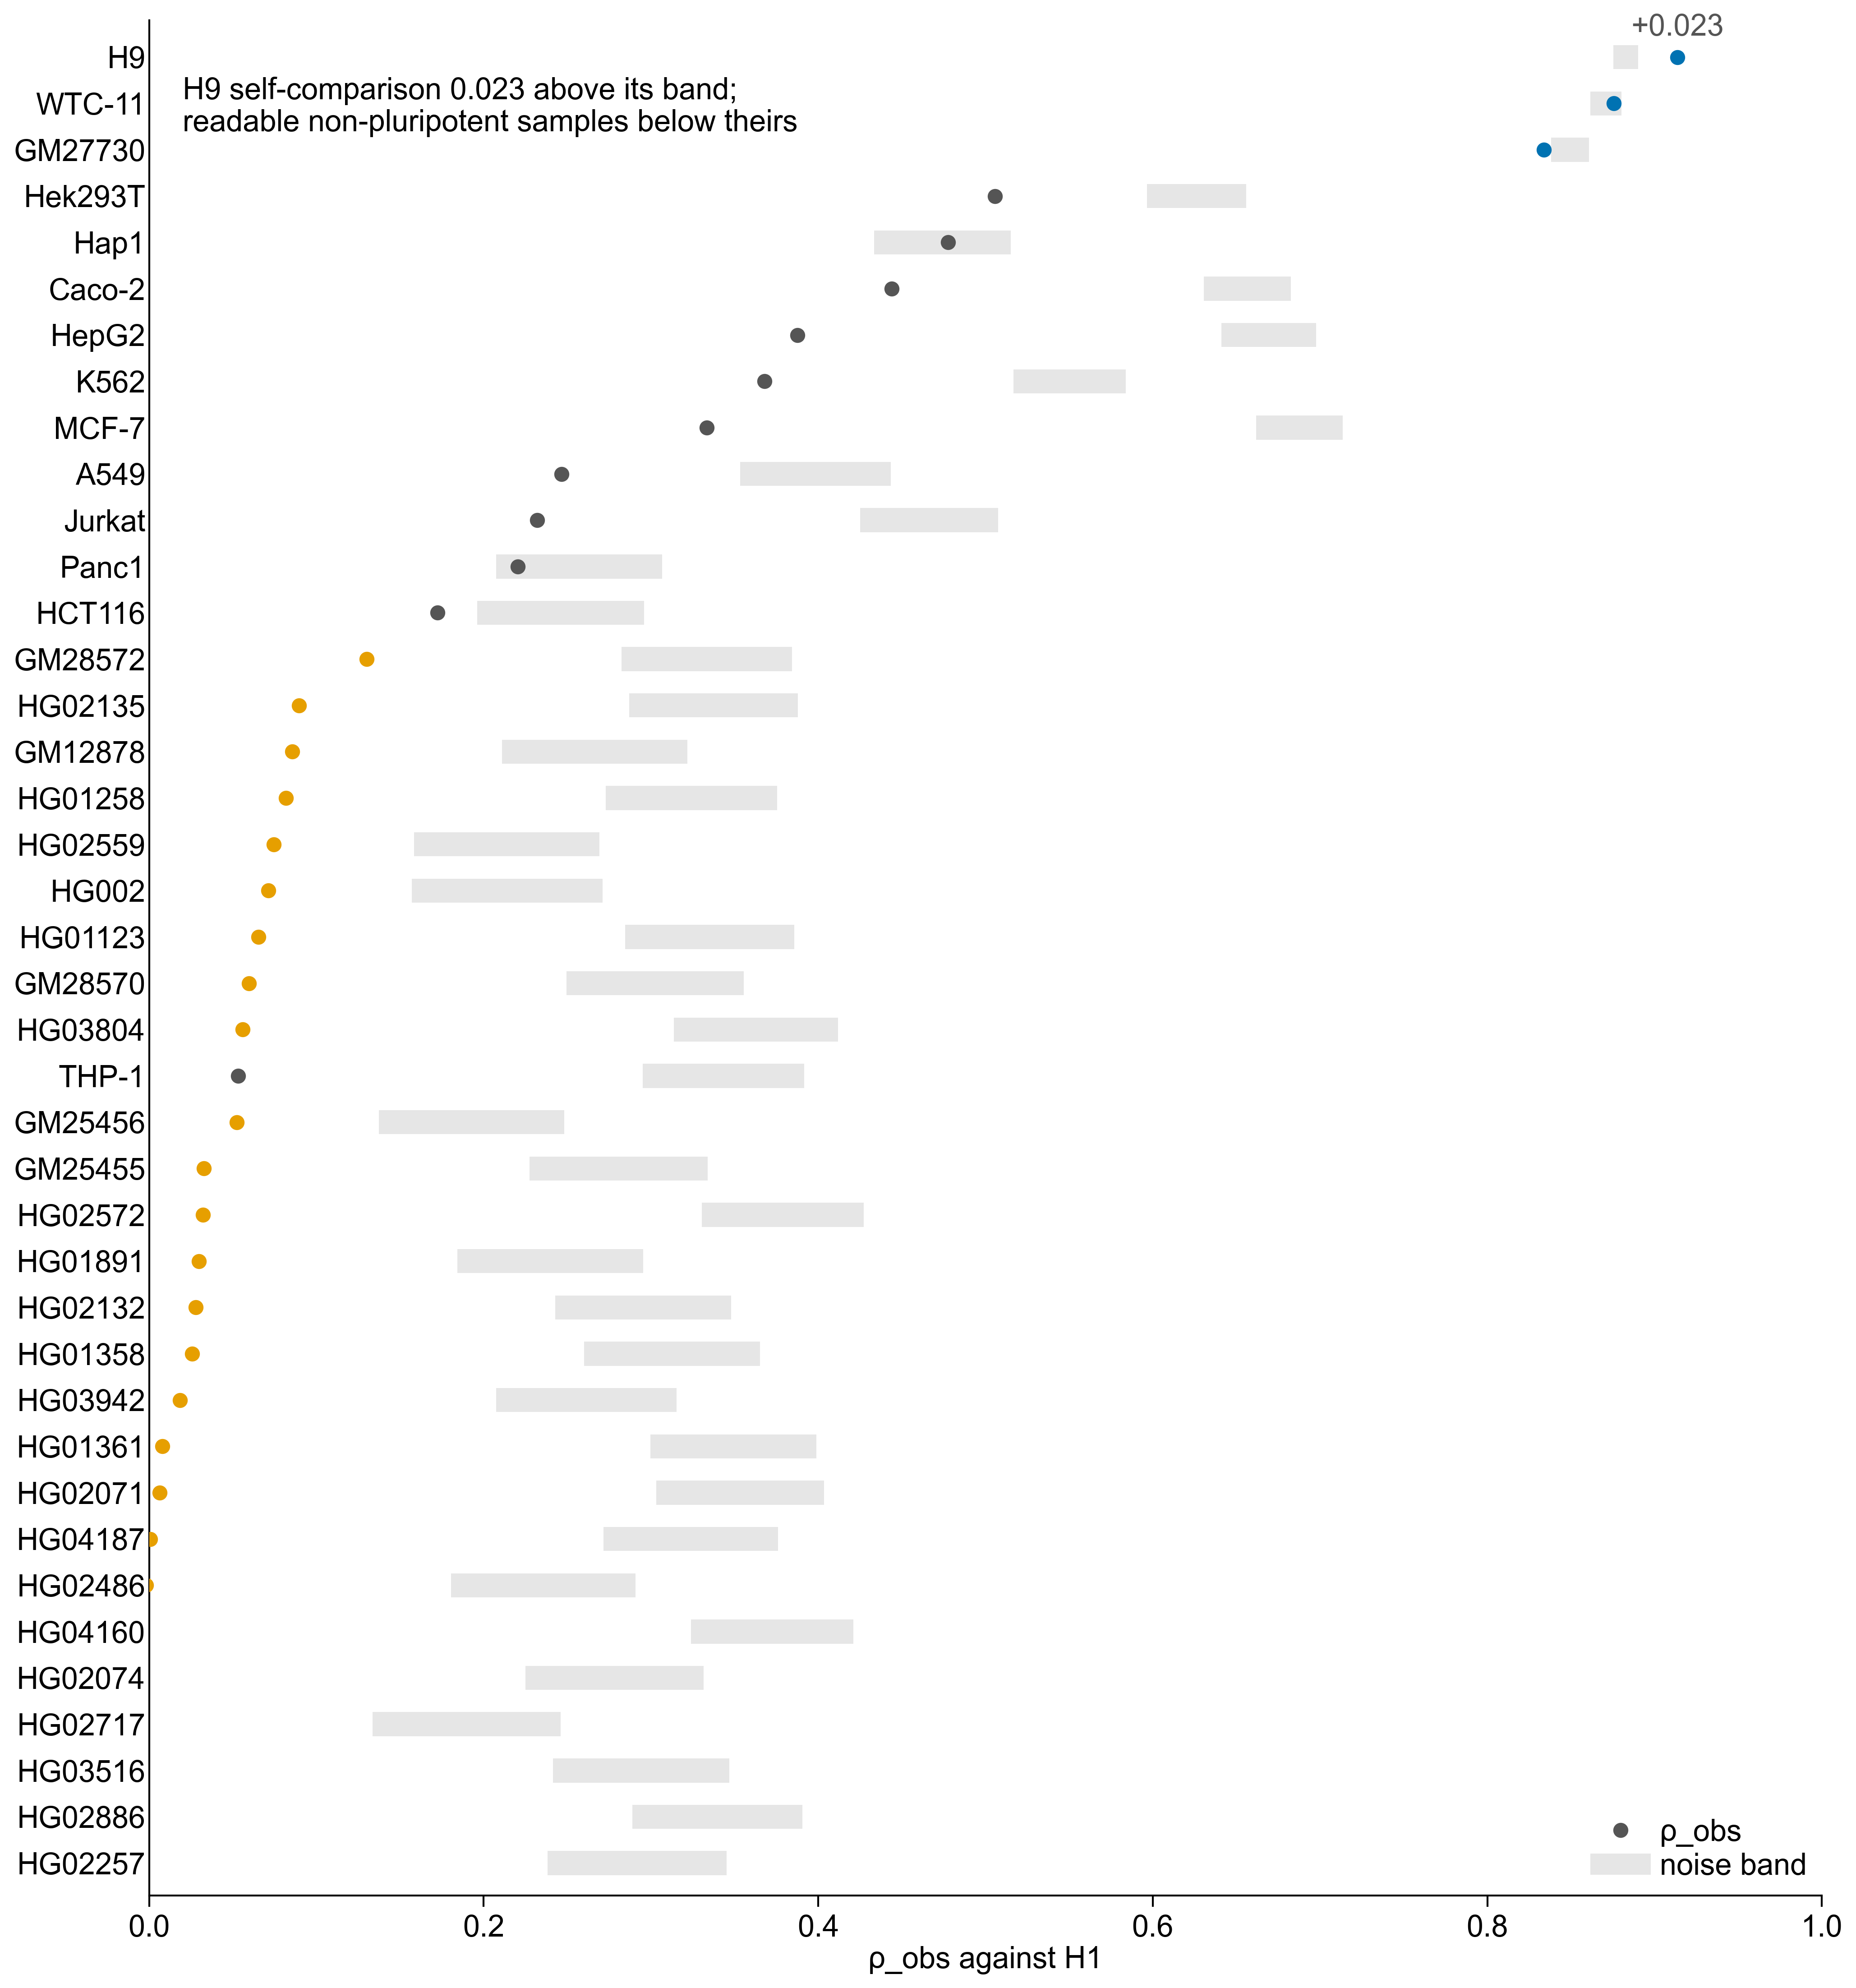 +0.023
H9
H9 self-comparison 0.023 above its band;
readable non-pluripotent samples below theirs
WTC-11
GM27730
Hek293T
Hap1
Caco-2
HepG2
K562
MCF-7
A549
Jurkat
Panc1
HCT116
GM28572
HG02135
GM12878
HG01258
HG02559
HG002
HG01123
GM28570
HG03804
THP-1
GM25456
GM25455
HG02572
HG01891
HG02132
HG01358
HG03942
HG01361
HG02071
HG04187
HG02486
HG04160
HG02074
HG02717
HG03516
HG02886
HG02257
ρ_obs
noise band
0.0 0.2 0.4 0.6 0.8 1.0
ρ_obs against H1